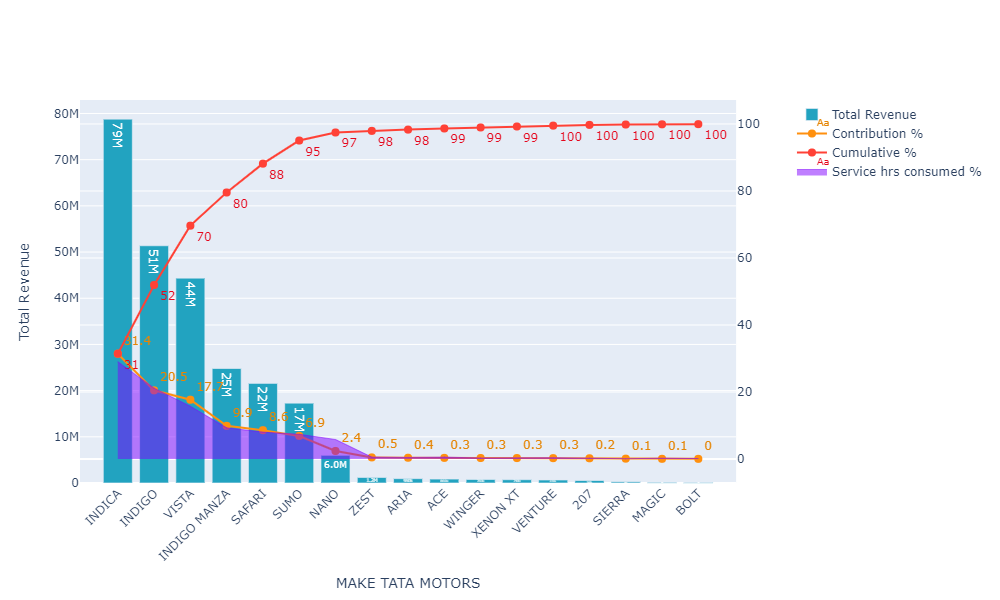 80M
70M
60M
50M
40M
30M
20M
10M
0
Total Revenue
100
80
60
40
20
0
79M
51M
44M
25M
22M
17M
6.0M
31
52
70
80
88
95
97
98
98
99
99
99
100
100
100
100
100
31.4
20.5
17.7
9.9
8.6
6.9
2.4
0.5
0.4
0.3
0.3
0.3
0.3
0.2
0.1
0.1
0
INDICA
INDIGO
VISTA
INDIGO MANZA
SAFARI
SUMO
NANO
ZEST
ARIA
ACE
WINGER
XENON XT
VENTURE
207
SIERRA
MAGIC
BOLT
MAKE TATA MOTORS
Total Revenue
Aa
Contribution %
Cumulative %
Aa
Service hrs consumed %